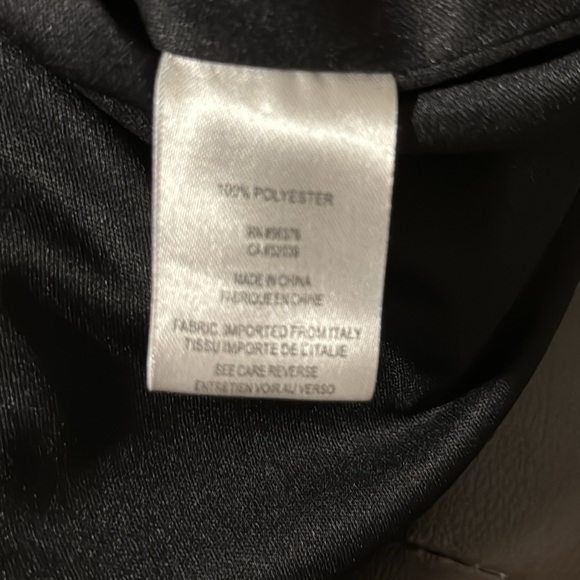 100% POLYESTER
MADE IN CHINA
FABRIQUE EN CHINE
FABRIC IMPORTED FROM ITALY
TISSU IMPORTE DE L'ITALIE
SEE CARE REVERSE
ENTRETIEN VOIR AU VERSO